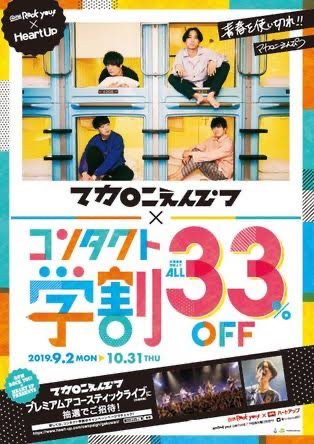 Rock you!
×
HeartUp
青春を使い切れ!!
マカロニえんぴつ
マカロニえんぴつ
×
コンタクト
学割
ALL
33%
OFF
2019.9.2 MON ▶ 10.31 THU
マカロニえんぴつ
プレミアムアコースティックライブに
抽選でご招待!
Rock you! × ハートアップ